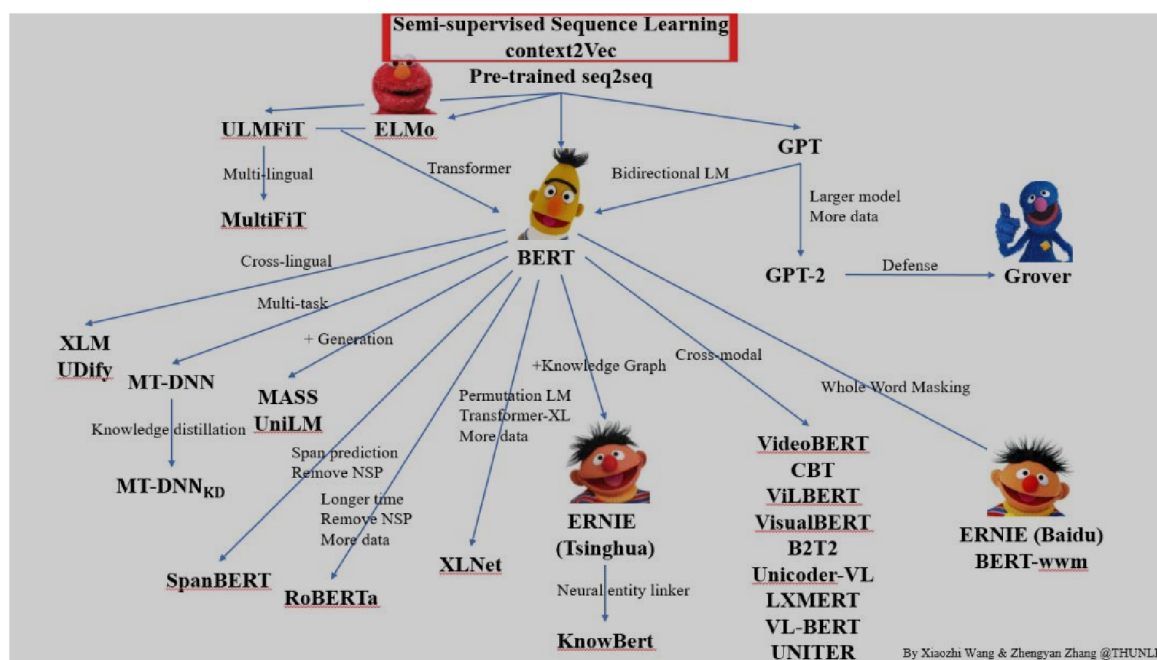 Semi-supervised Sequence Learning
context2Vec
Pre-trained seq2seq
ULMFiT
ELMo
GPT
Multi-lingual
Transformer
Bidirectional LM
Larger model
More data
MultiFiT
BERT
GPT-2
Defense
Grover
Cross-lingual
Multi-task
+ Generation
+Knowledge Graph
Cross-modal
Whole Word Masking
XLM
UDify
MT-DNN
MASS
UniLM
Permutation LM
Transformer-XL
More data
Knowledge distillation
MT-DNNKD
Span prediction
Remove NSP
Longer time
Remove NSP
More data
SpanBERT
RoBERTa
XLNet
ERNIE
(Tsinghua)
Neural entity linker
KnowBert
VideoBERT
CBT
ViLBERT
VisualBERT
B2T2
Unicoder-VL
LXMERT
VL-BERT
UNITER
ERNIE (Baidu)
BERT-wwm
By Xiaozhi Wang & Zhengyan Zhang @THUNLP